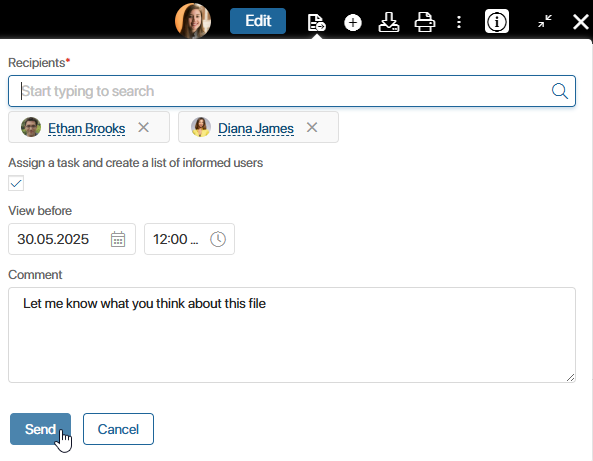 Edit
Recipients*
Start typing to search
Ethan Brooks
Diana James
Assign a task and create a list of informed users
View before
30.05.2025
12:00 ...
Comment
Let me know what you think about this file
Send
Cancel